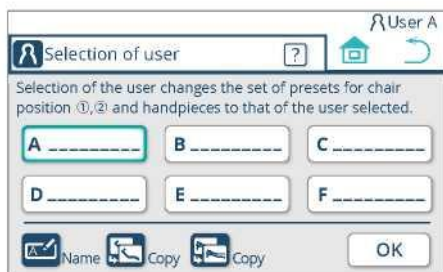 User A
Selection of user ?
Selection of the user changes the set of presets for chair
position ①,② and handpieces to that of the user selected.
A _________ B _________ C _________
D _________ E _________ F _________
Name Copy Copy OK